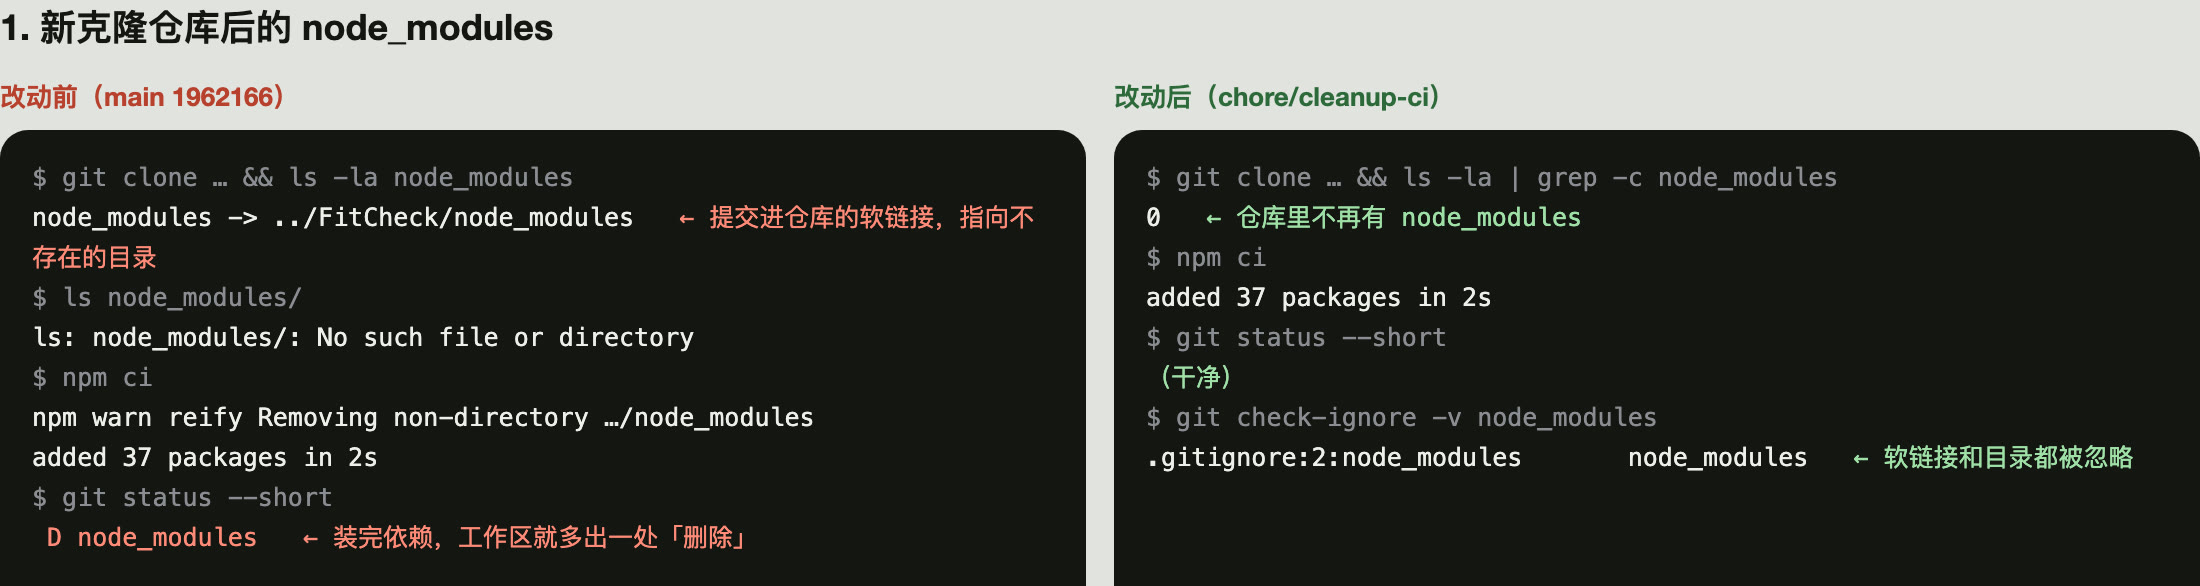 1. 新克隆仓库后的 node_modules
改动前（main 1962166）
$ git clone … && ls -la node_modules
node_modules -> ../FitCheck/node_modules   ← 提交进仓库的软链接，指向不
存在的目录
$ ls node_modules/
ls: node_modules/: No such file or directory
$ npm ci
npm warn reify Removing non-directory …/node_modules
added 37 packages in 2s
$ git status --short
 D node_modules   ← 装完依赖，工作区就多出一处「删除」
改动后（chore/cleanup-ci）
$ git clone … && ls -la | grep -c node_modules
0   ← 仓库里不再有 node_modules
$ npm ci
added 37 packages in 2s
$ git status --short
（干净）
$ git check-ignore -v node_modules
.gitignore:2:node_modules       node_modules   ← 软链接和目录都被忽略